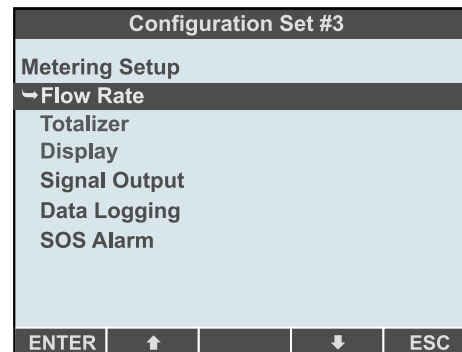 Configuration Set #3
Metering Setup
➥Flow Rate
Totalizer
Display
Signal Output
Data Logging
SOS Alarm
ENTER ⬆ ⬇ ESC